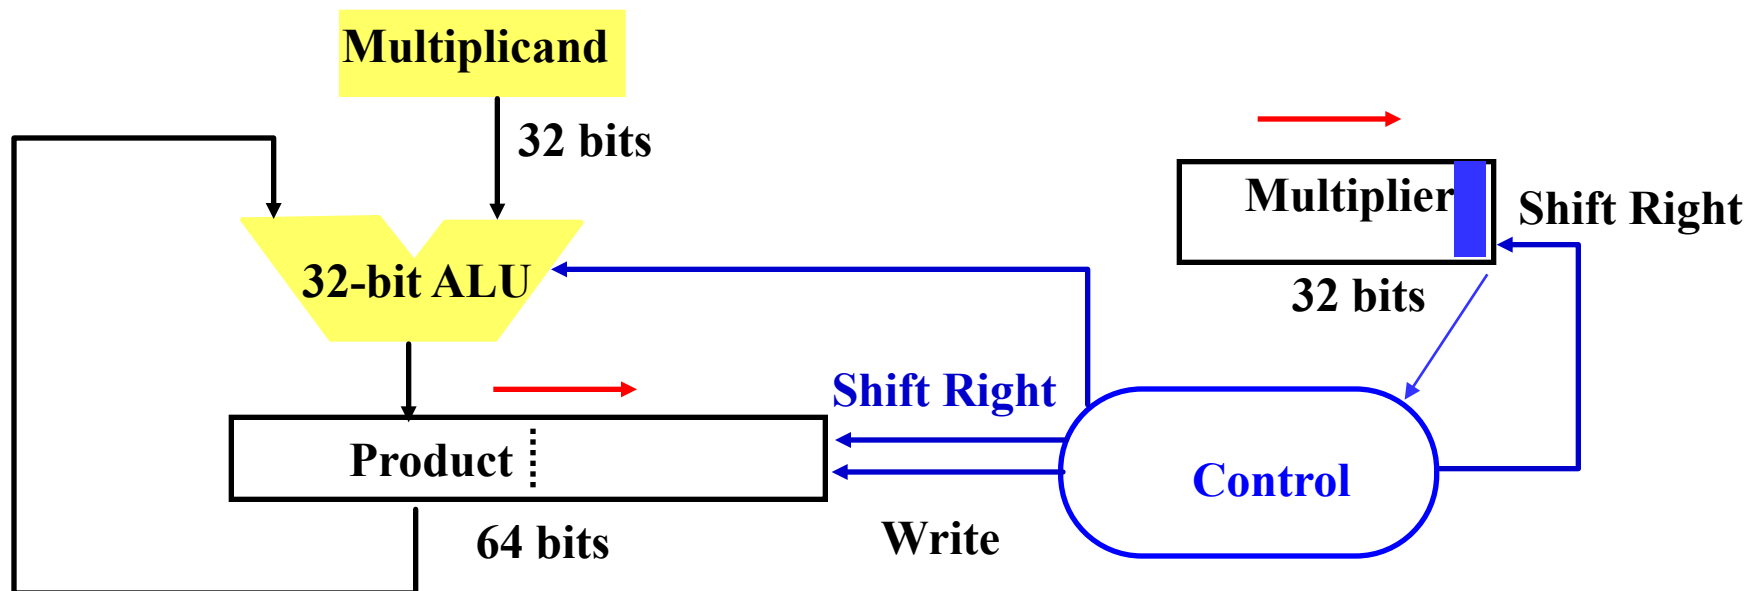 Multiplicand
32 bits
Multiplier
Shift Right
32-bit ALU
32 bits
Shift Right
Product
Control
64 bits
Write